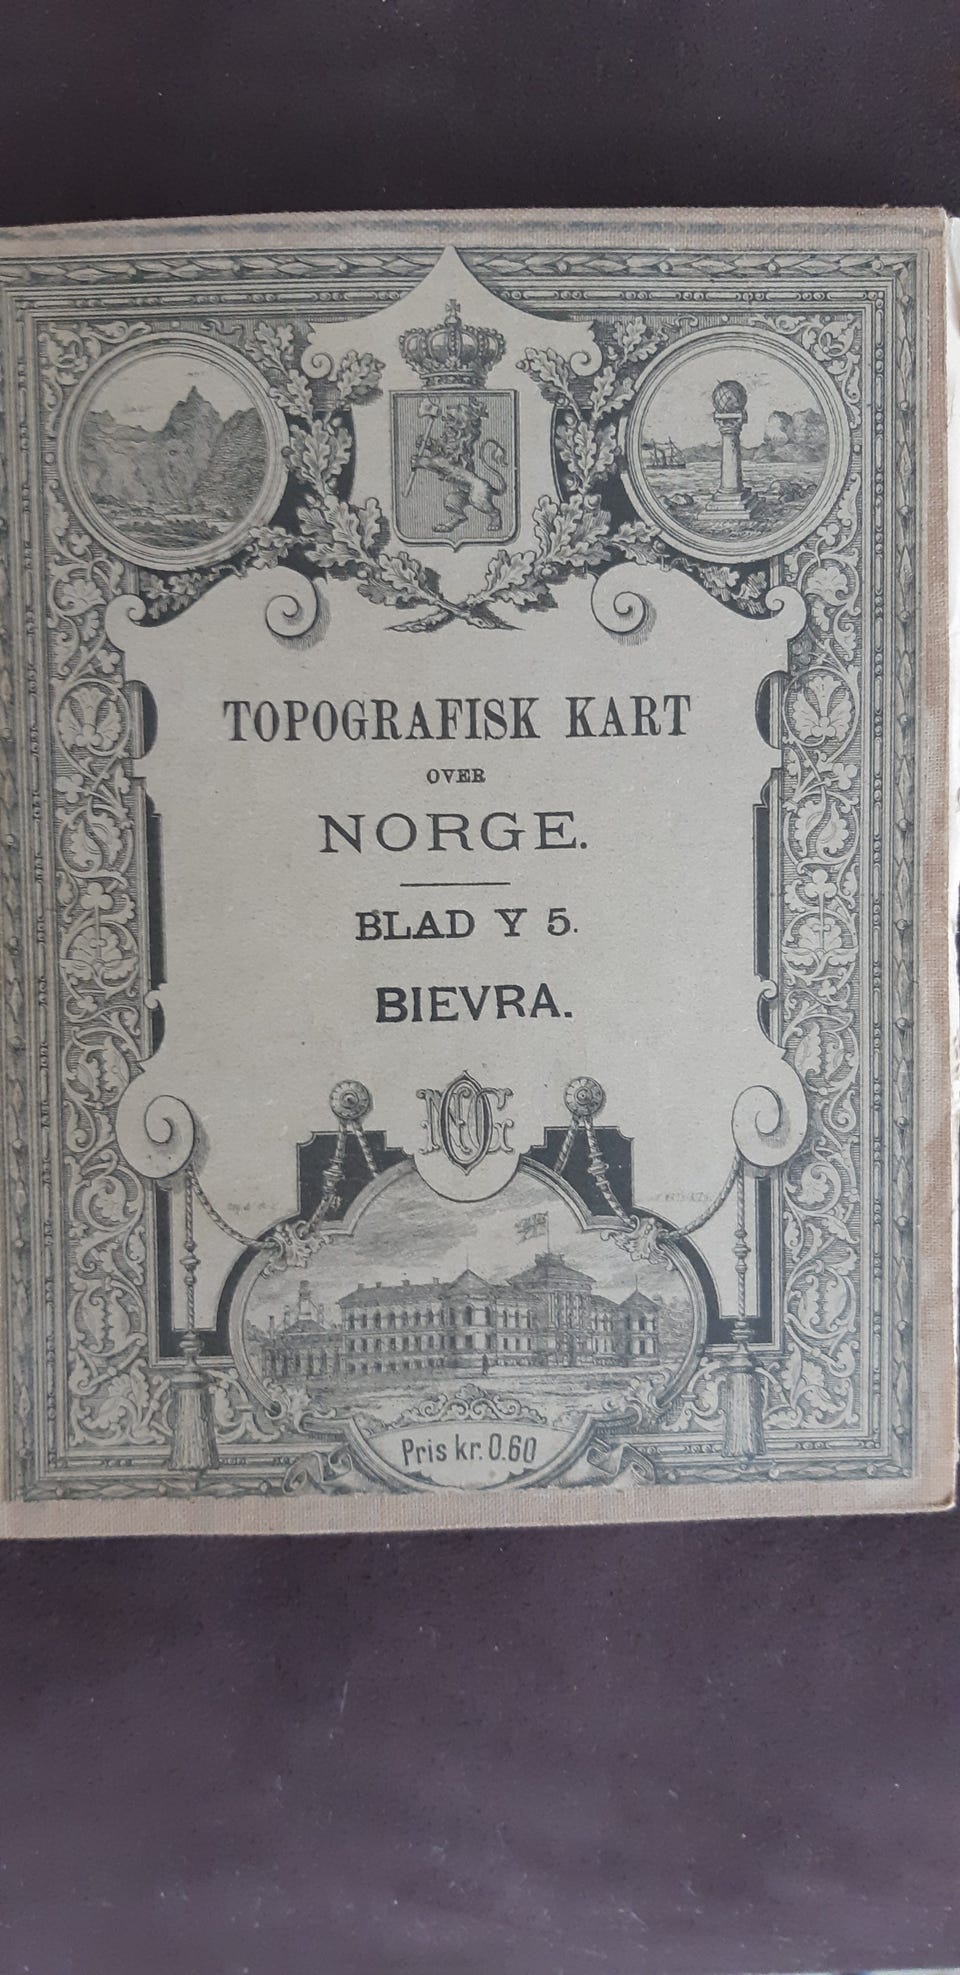 TOPOGRAFISK KART
OVER
NORGE.
BLAD Y 5.
BIEVRA.
Pris kr. 0.60